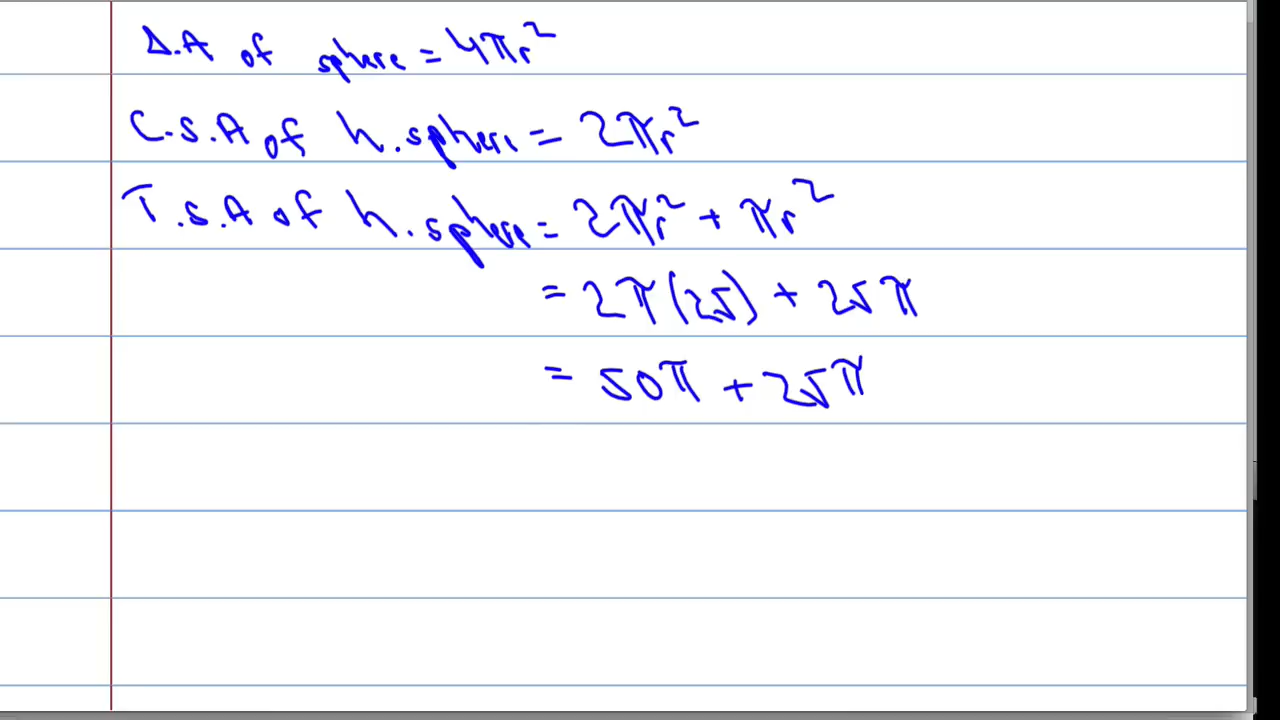 S.A of sphere = 4πr²
C.S.A of h.sphere = 2πr²
T.S.A of h.sphere = 2πr² + πr²
= 2π(25) + 25π
= 50π + 25π